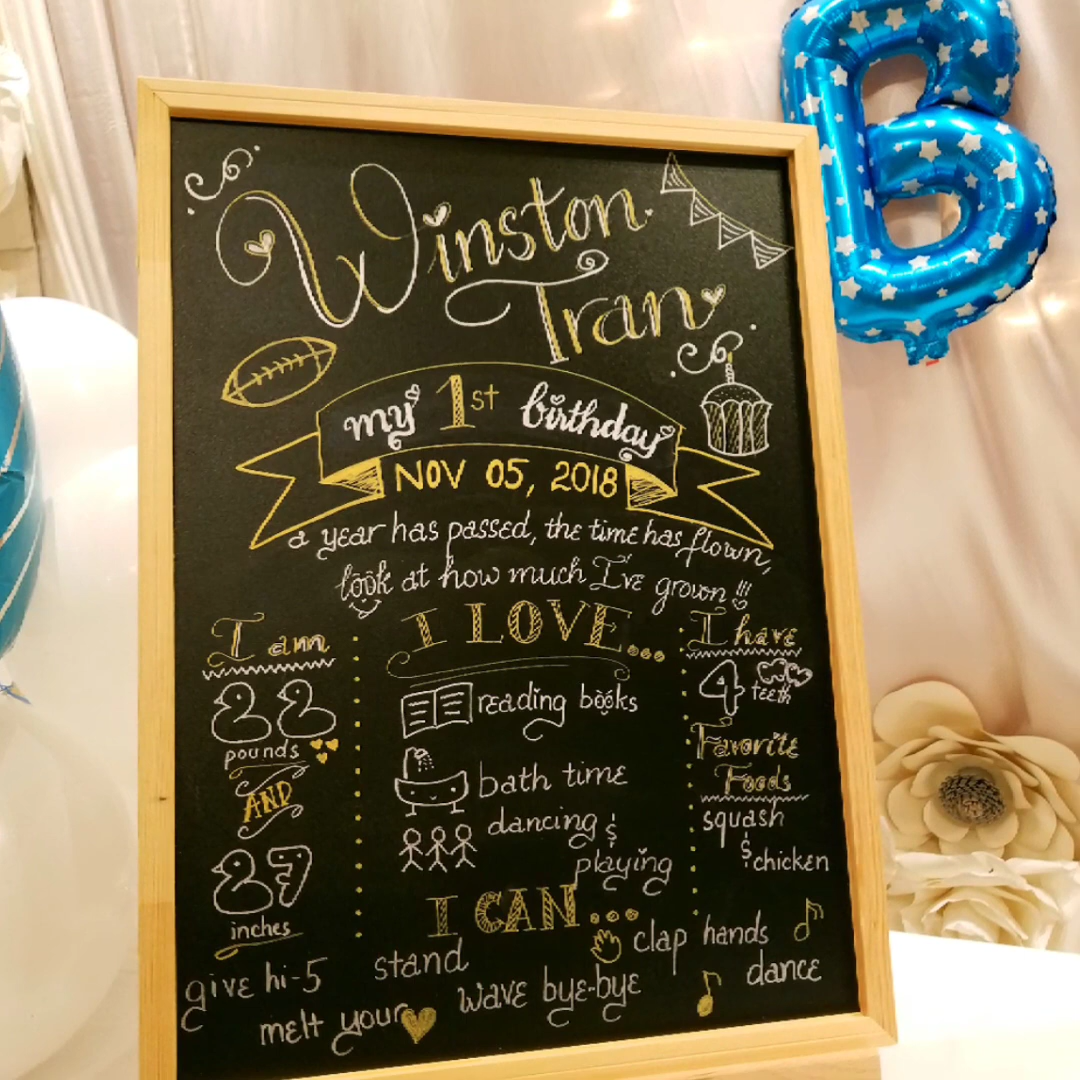 B
Winston
Tran
my 1st birthday
NOV 05, 2018
a year has passed, the time has flown,
look at how much I've grown!!!
I am
22
pounds
AND
27
inches
I LOVE...
reading books
bath time
dancing &
playing
I have
4 teeth
Favorite
Foods
squash
& chicken
I CAN...
give hi-5
stand
clap hands
melt your
wave bye-bye
dance